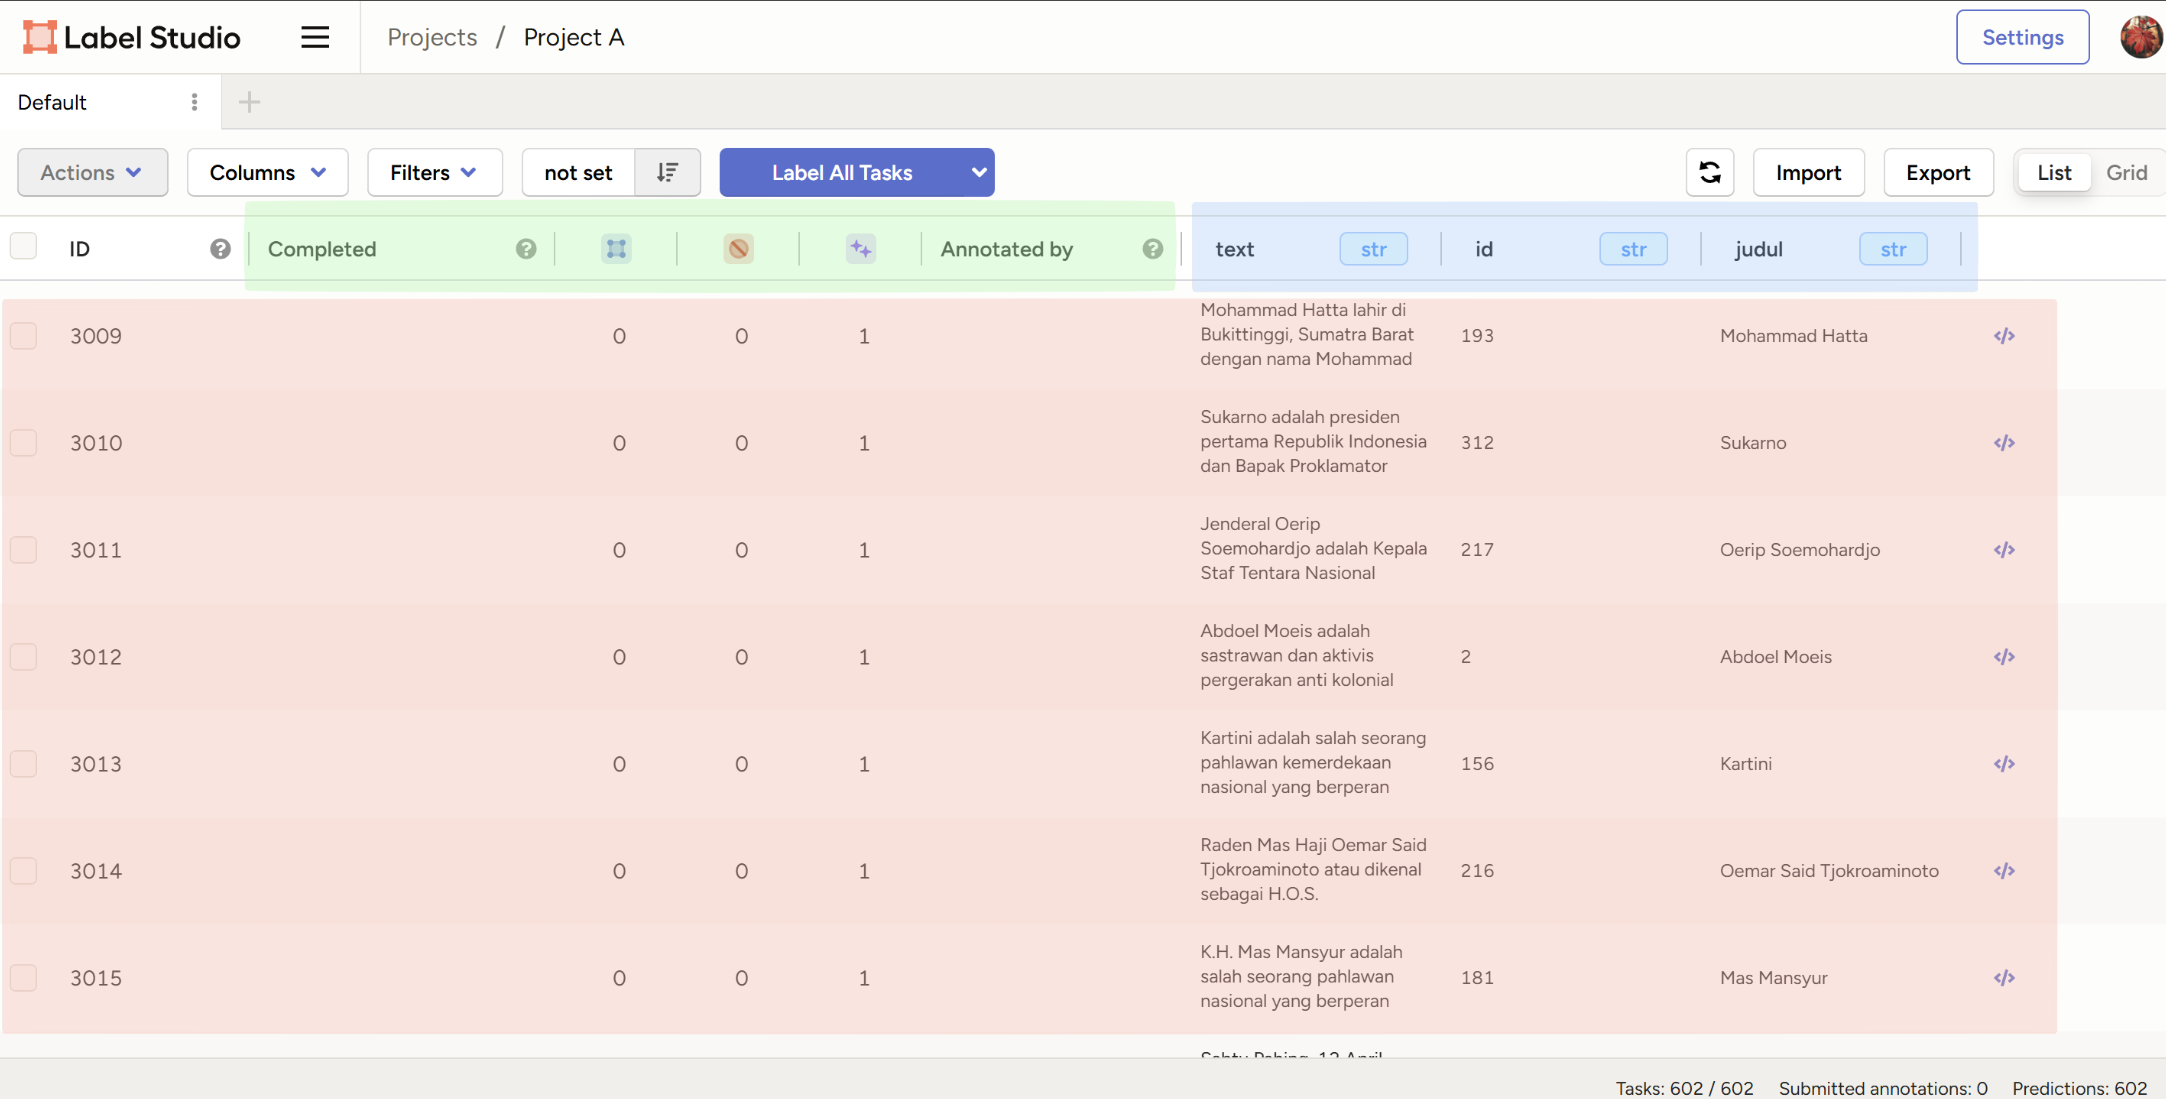 Label Studio
Projects / Project A
Settings
Default
Actions
Columns
Filters
not set
Label All Tasks
Import
Export
List
Grid
ID
Completed
Annotated by
text str
id str
judul str
3009 0 0 1
Mohammad Hatta lahir di
Bukittinggi, Sumatra Barat
dengan nama Mohammad
193
Mohammad Hatta
3010 0 0 1
Sukarno adalah presiden
pertama Republik Indonesia
dan Bapak Proklamator
312
Sukarno
3011 0 0 1
Jenderal Oerip
Soemohardjo adalah Kepala
Staf Tentara Nasional
217
Oerip Soemohardjo
3012 0 0 1
Abdoel Moeis adalah
sastrawan dan aktivis
pergerakan anti kolonial
2
Abdoel Moeis
3013 0 0 1
Kartini adalah salah seorang
pahlawan kemerdekaan
nasional yang berperan
156
Kartini
3014 0 0 1
Raden Mas Haji Oemar Said
Tjokroaminoto atau dikenal
sebagai H.O.S.
216
Oemar Said Tjokroaminoto
3015 0 0 1
K.H. Mas Mansyur adalah
salah seorang pahlawan
nasional yang berperan
181
Mas Mansyur
Tasks: 602 / 602
Submitted annotations: 0
Predictions: 602